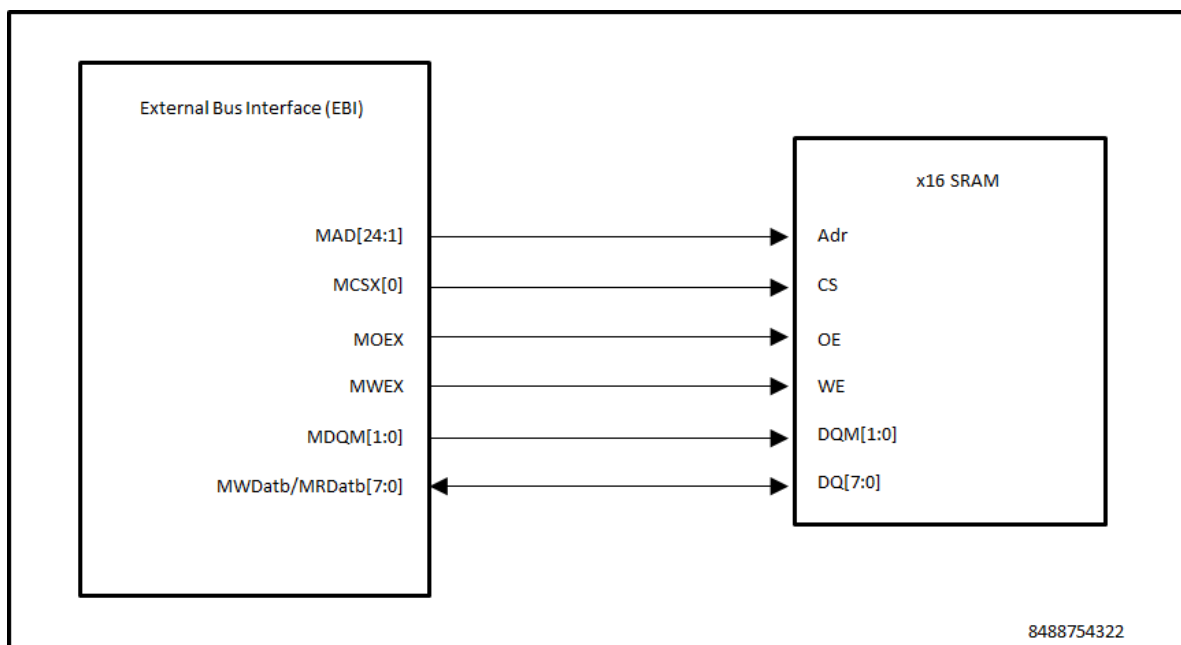 External Bus Interface (EBI)
x16 SRAM
MAD[24:1]
Adr
MCSX[0]
CS
MOEX
OE
MWEX
WE
MDQM[1:0]
DQM[1:0]
MWDatb/MRDatb[7:0]
DQ[7:0]
8488754322